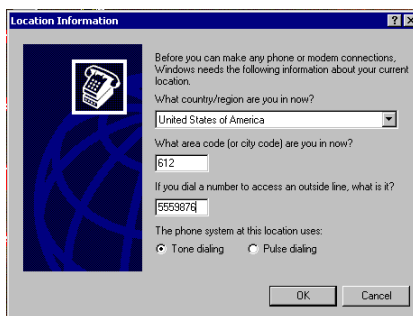 Location Information
Before you can make any phone or modem connections,
Windows needs the following information about your current
location.
What country/region are you in now?
United States of America
What area code (or city code) are you in now?
612
If you dial a number to access an outside line, what is it?
5559876
The phone system at this location uses:
Tone dialing Pulse dialing
OK Cancel